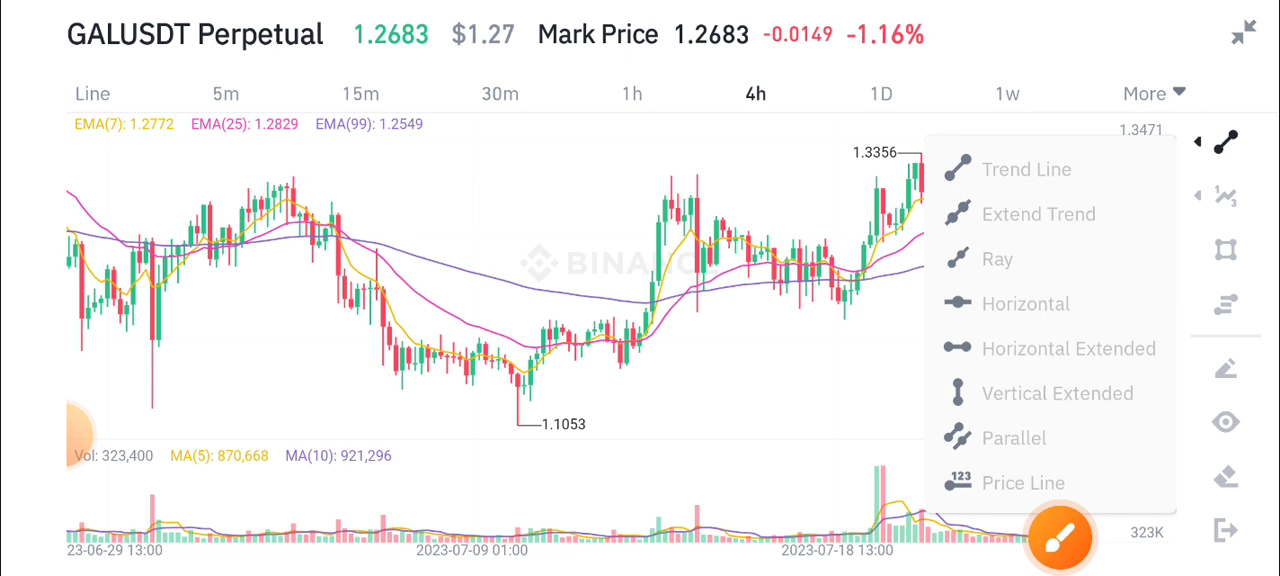 GALUSDT Perpetual 1.2683 $1.27 Mark Price 1.2683 -0.0149 -1.16%
Line 5m 15m 30m 1h 4h 1D 1w More
EMA(7): 1.2772 EMA(25): 1.2829 EMA(99): 1.2549
1.3471
1.3356
Trend Line
Extend Trend
Ray
Horizontal
Horizontal Extended
Vertical Extended
Parallel
123 Price Line
BINANC
1.1053
Vol: 323,400 MA(5): 870,668 MA(10): 921,296
323K
23-06-29 13:00 2023-07-09 01:00 2023-07-18 13:00